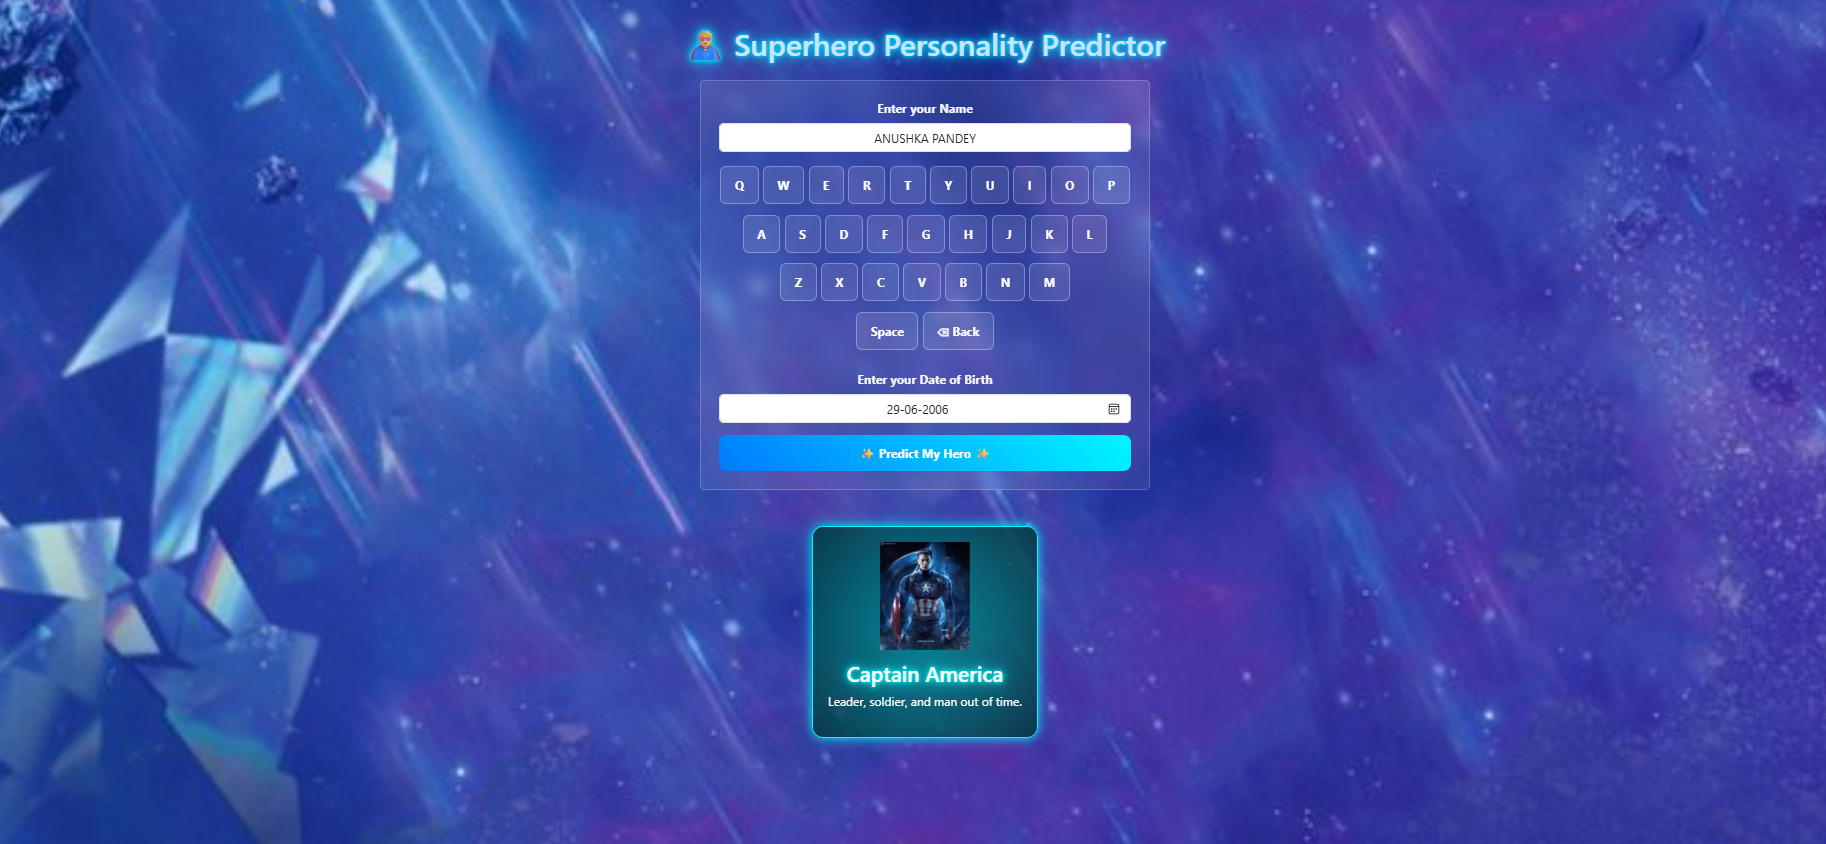 Superhero Personality Predictor
Enter your Name
ANUSHKA PANDEY
Q W E R T Y U I O P
A S D F G H J K L
Z X C V B N M
Space ⌫ Back
Enter your Date of Birth
29-06-2006
✨ Predict My Hero ✨
Captain America
Leader, soldier, and man out of time.